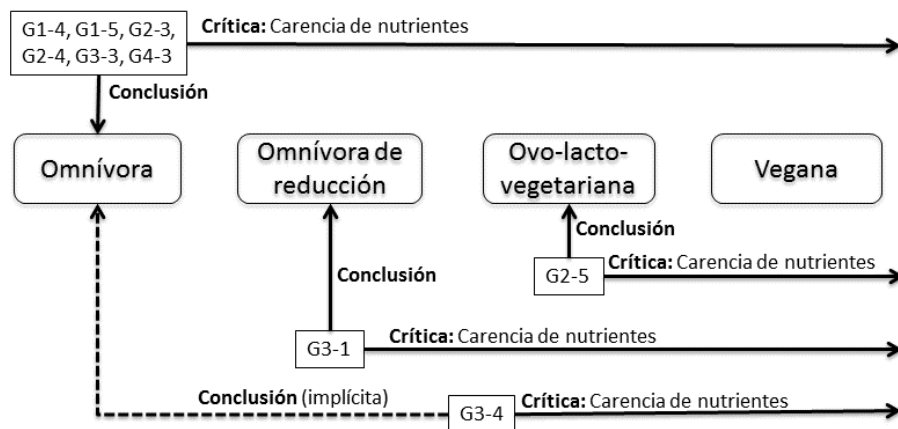 G1-4, G1-5, G2-3,
G2-4, G3-3, G4-3
Crítica: Carencia de nutrientes
Conclusión
Omnívora
Omnívora de
reducción
Ovo-lacto-
vegetariana
Vegana
Conclusión
G2-5
Crítica: Carencia de nutrientes
Conclusión
G3-1
Crítica: Carencia de nutrientes
Conclusión (implícita)
G3-4
Crítica: Carencia de nutrientes